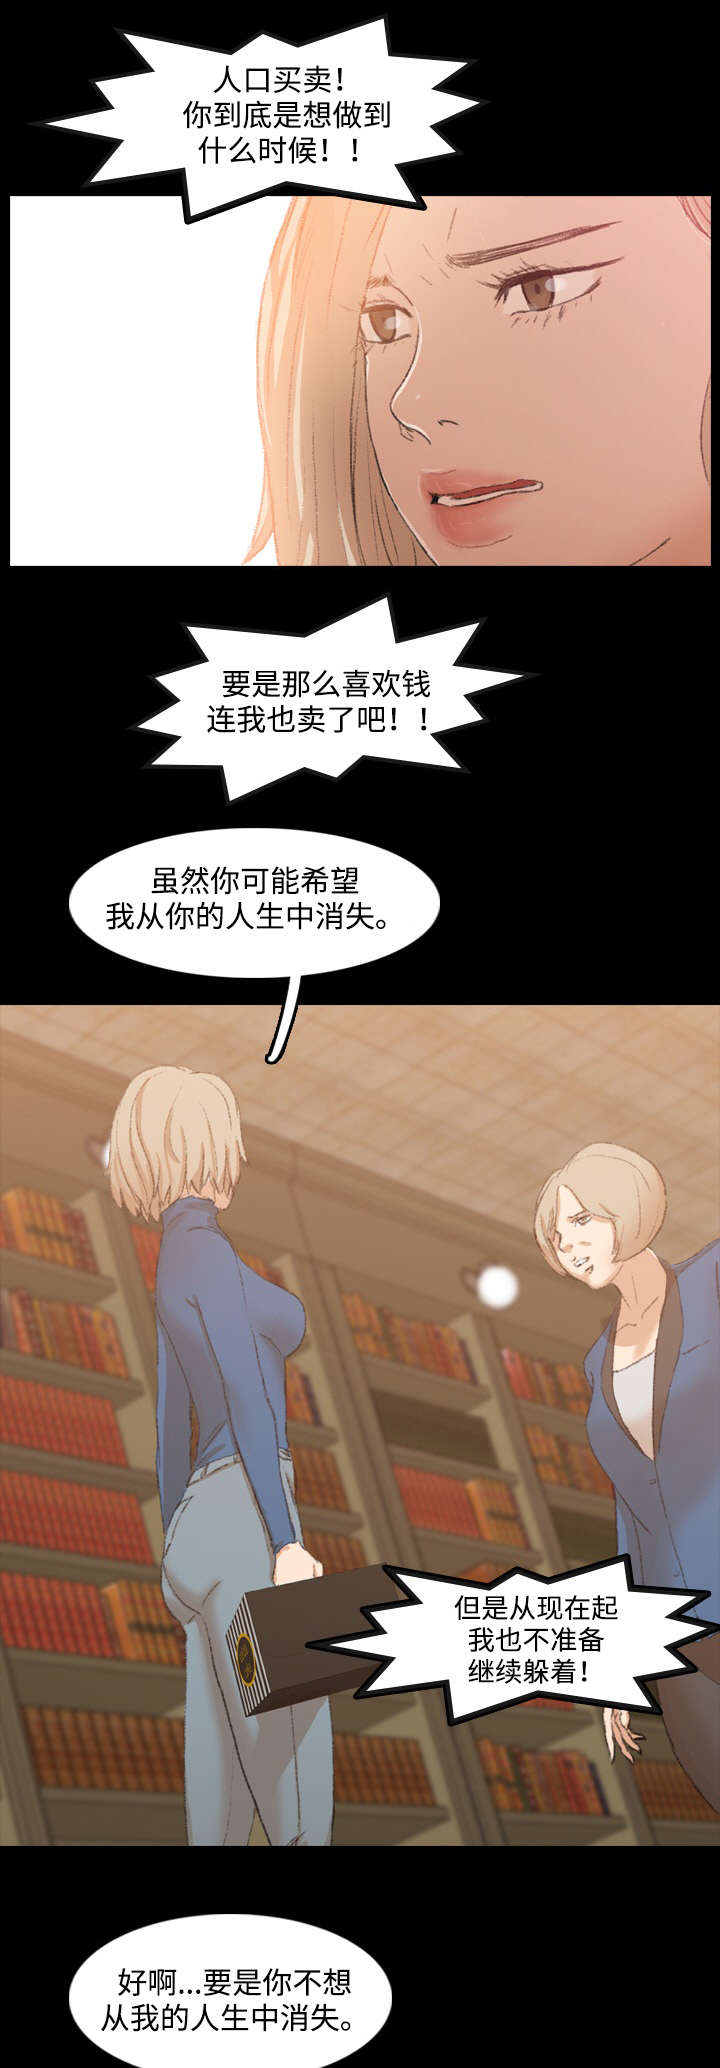 人口买卖！
你到底是想做到
什么时候！！
要是那么喜欢钱
连我也卖了吧！！
虽然你可能希望
我从你的人生中消失。
但是从现在起
我也不准备
继续躲着！
好啊…要是你不想
从我的人生中消失。